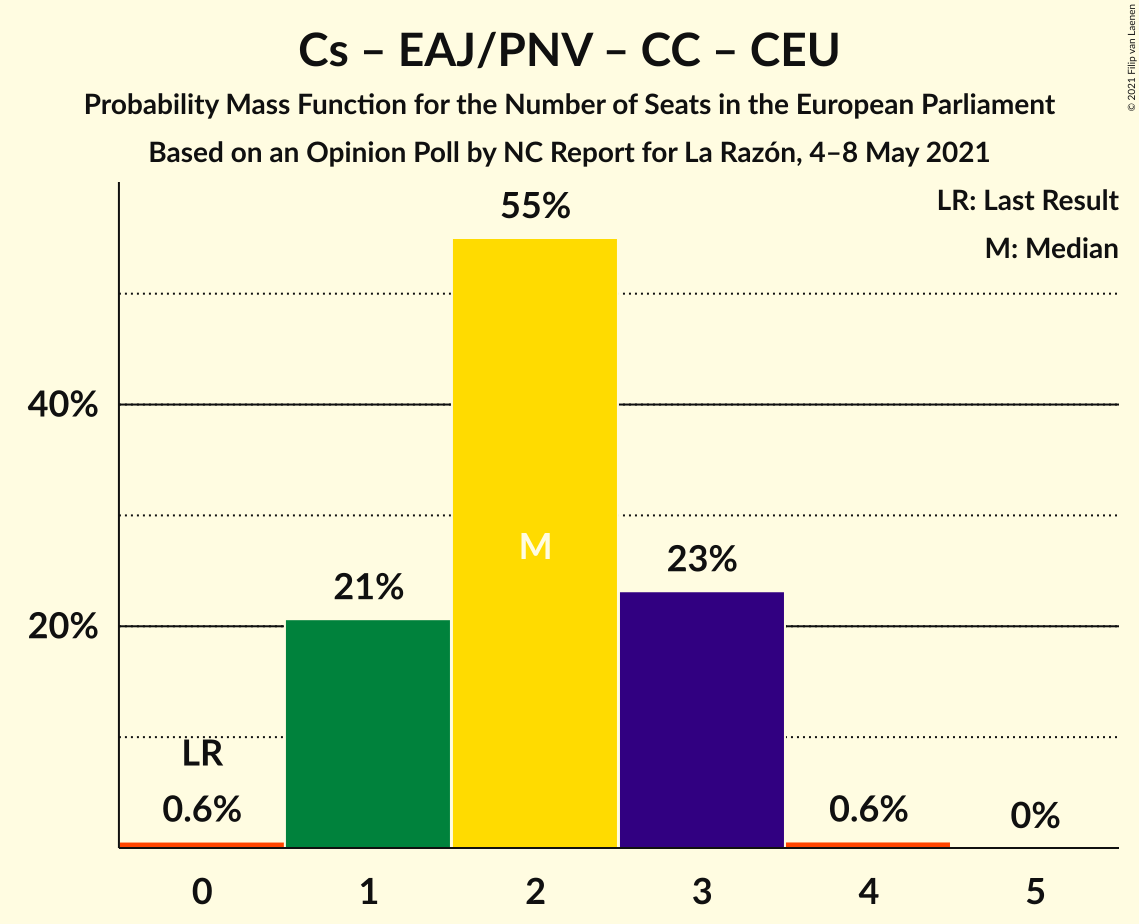 Cs – EAJ/PNV – CC – CEU
Probability Mass Function for the Number of Seats in the European Parliament
Based on an Opinion Poll by NC Report for La Razón, 4–8 May 2021
© 2021 Filip van Laenen
LR: Last Result
M: Median
55%
40%
M
23%
21%
20%
LR
0.6%
0.6%
0%
0 1 2 3 4 5